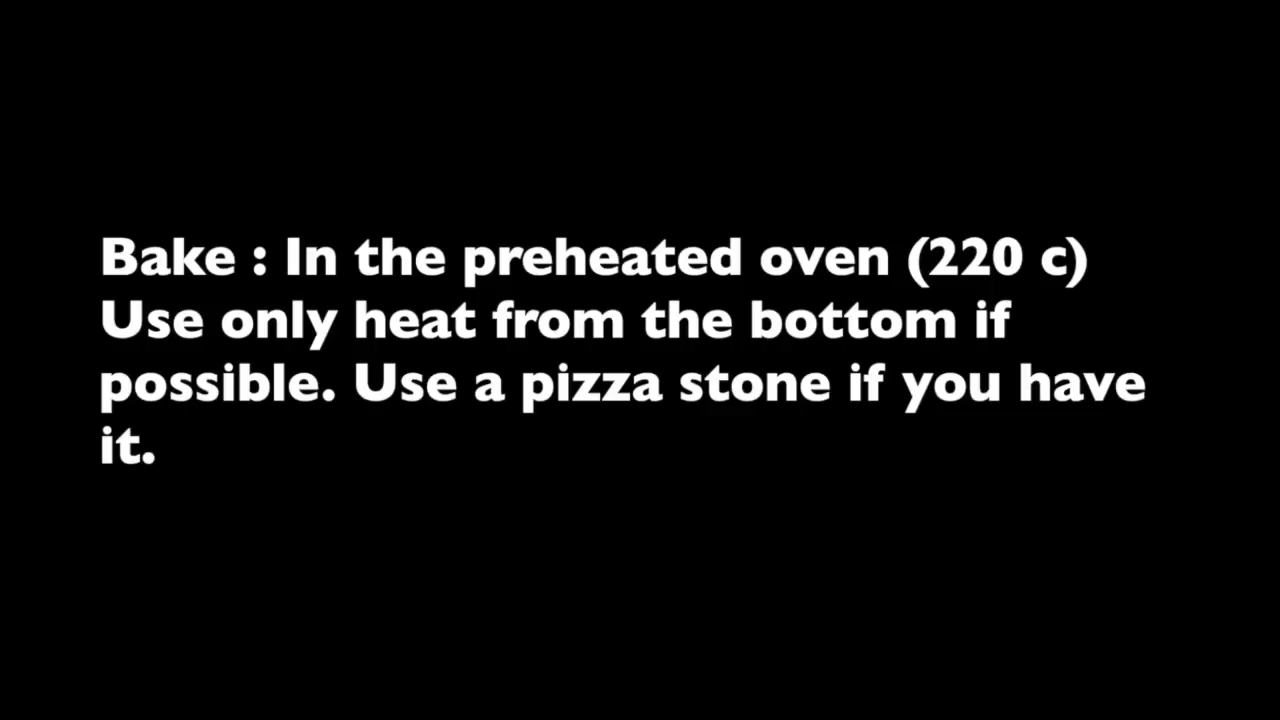 Bake : In the preheated oven (220 c)
Use only heat from the bottom if
possible. Use a pizza stone if you have
it.